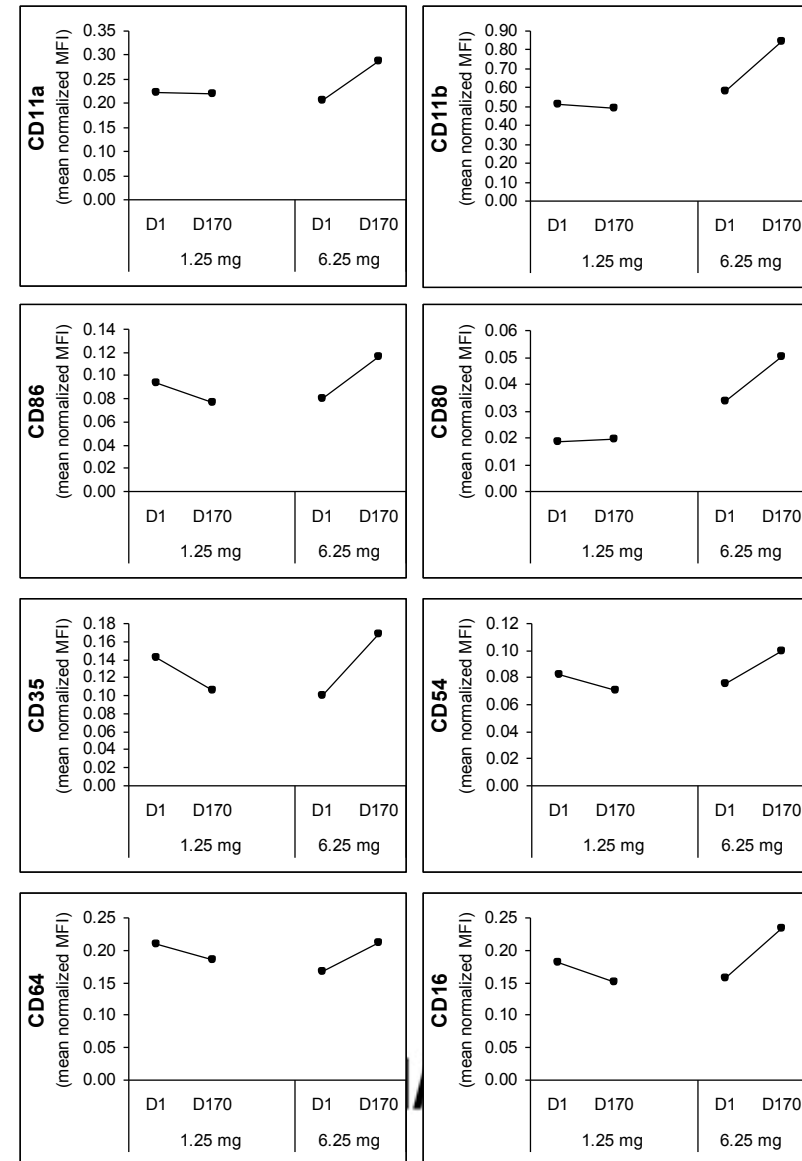 CD11a
(mean normalized MFI)
0.35
0.30
0.25
0.20
0.15
0.10
0.05
0.00
D1 D170 D1 D170
1.25 mg 6.25 mg
CD11b
(mean normalized MFI)
0.90
0.80
0.70
0.60
0.50
0.40
0.30
0.20
0.10
0.00
D1 D170 D1 D170
1.25 mg 6.25 mg
CD86
(mean normalized MFI)
0.14
0.12
0.10
0.08
0.06
0.04
0.02
0.00
D1 D170 D1 D170
1.25 mg 6.25 mg
CD80
(mean normalized MFI)
0.06
0.05
0.04
0.03
0.02
0.01
0.00
D1 D170 D1 D170
1.25 mg 6.25 mg
CD35
(mean normalized MFI)
0.18
0.16
0.14
0.12
0.10
0.08
0.06
0.04
0.02
0.00
D1 D170 D1 D170
1.25 mg 6.25 mg
CD54
(mean normalized MFI)
0.12
0.10
0.08
0.06
0.04
0.02
0.00
D1 D170 D1 D170
1.25 mg 6.25 mg
CD64
(mean normalized MFI)
0.25
0.20
0.15
0.10
0.05
0.00
D1 D170 D1 D170
1.25 mg 6.25 mg
CD16
(mean normalized MFI)
0.25
0.20
0.15
0.10
0.05
0.00
D1 D170 D1 D170
1.25 mg 6.25 mg